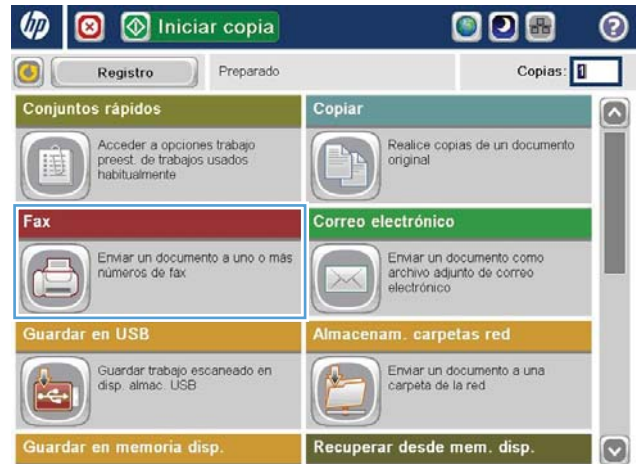 hp
Iniciar copia
?
Registro
Preparado
Copias: 1
Conjuntos rápidos
Acceder a opciones trabajo
preest. de trabajos usados
habitualmente
Copiar
Realice copias de un documento
original
Fax
Enviar un documento a uno o más
números de fax
Correo electrónico
Enviar un documento como
archivo adjunto de correo
electrónico
Guardar en USB
Guardar trabajo escaneado en
disp. almac. USB
Almacenam. carpetas red
Enviar un documento a una
carpeta de la red
Guardar en memoria disp.
Recuperar desde mem. disp.